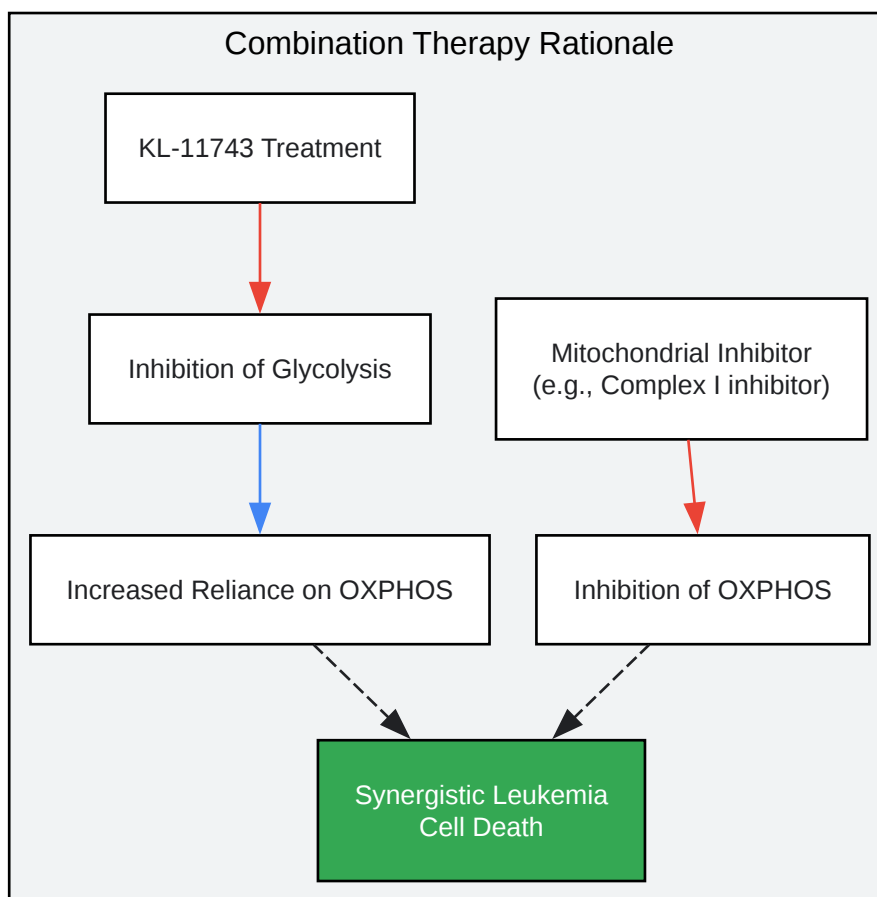 Combination Therapy Rationale
KL-11743 Treatment
Inhibition of Glycolysis
Mitochondrial Inhibitor
(e.g., Complex I inhibitor)
Increased Reliance on OXPHOS
Inhibition of OXPHOS
Synergistic Leukemia
Cell Death